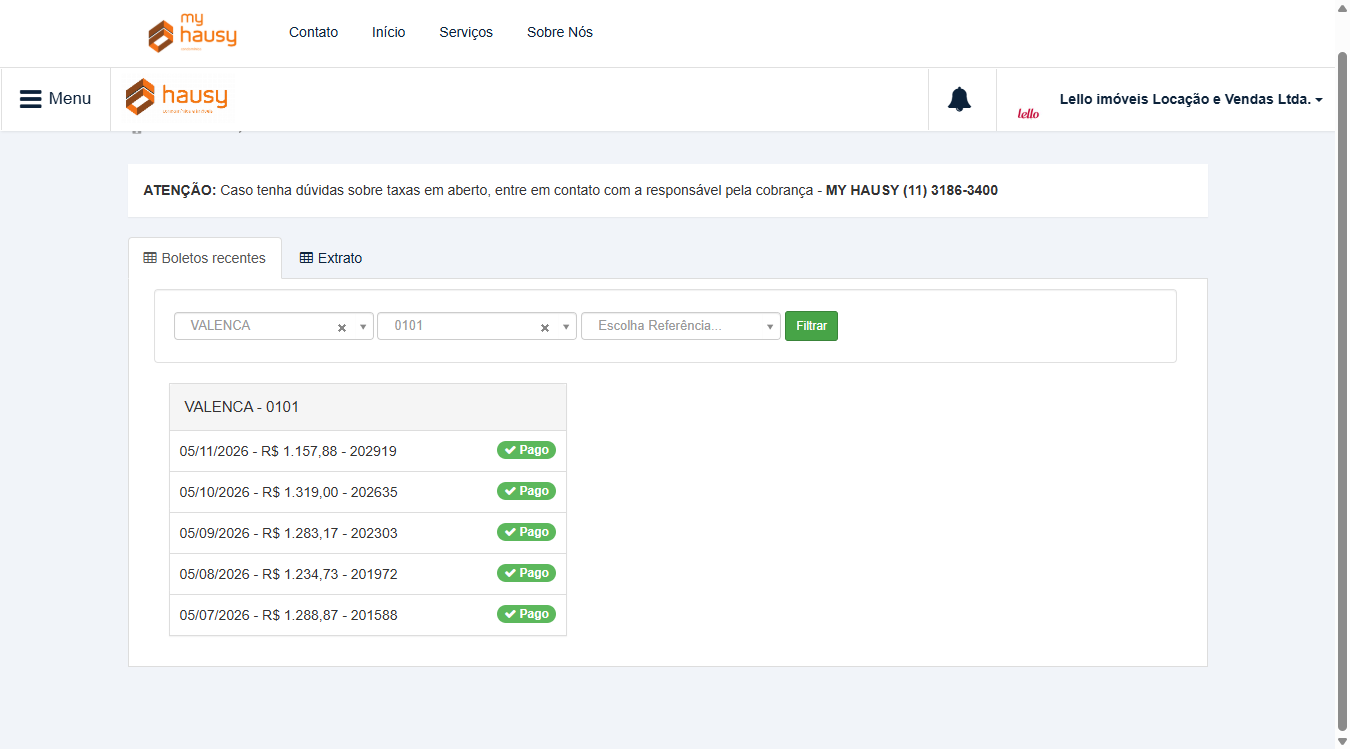 my
hausy
Contato
Início
Serviços
Sobre Nós
Menu
hausy
lello
Lello imóveis Locação e Vendas Ltda.
ATENÇÃO: Caso tenha dúvidas sobre taxas em aberto, entre em contato com a responsável pela cobrança - MY HAUSY (11) 3186-3400
Boletos recentes
Extrato
VALENCA
0101
Escolha Referência...
Filtrar
VALENCA - 0101
05/11/2026 - R$ 1.157,88 - 202919
Pago
05/10/2026 - R$ 1.319,00 - 202635
Pago
05/09/2026 - R$ 1.283,17 - 202303
Pago
05/08/2026 - R$ 1.234,73 - 201972
Pago
05/07/2026 - R$ 1.288,87 - 201588
Pago